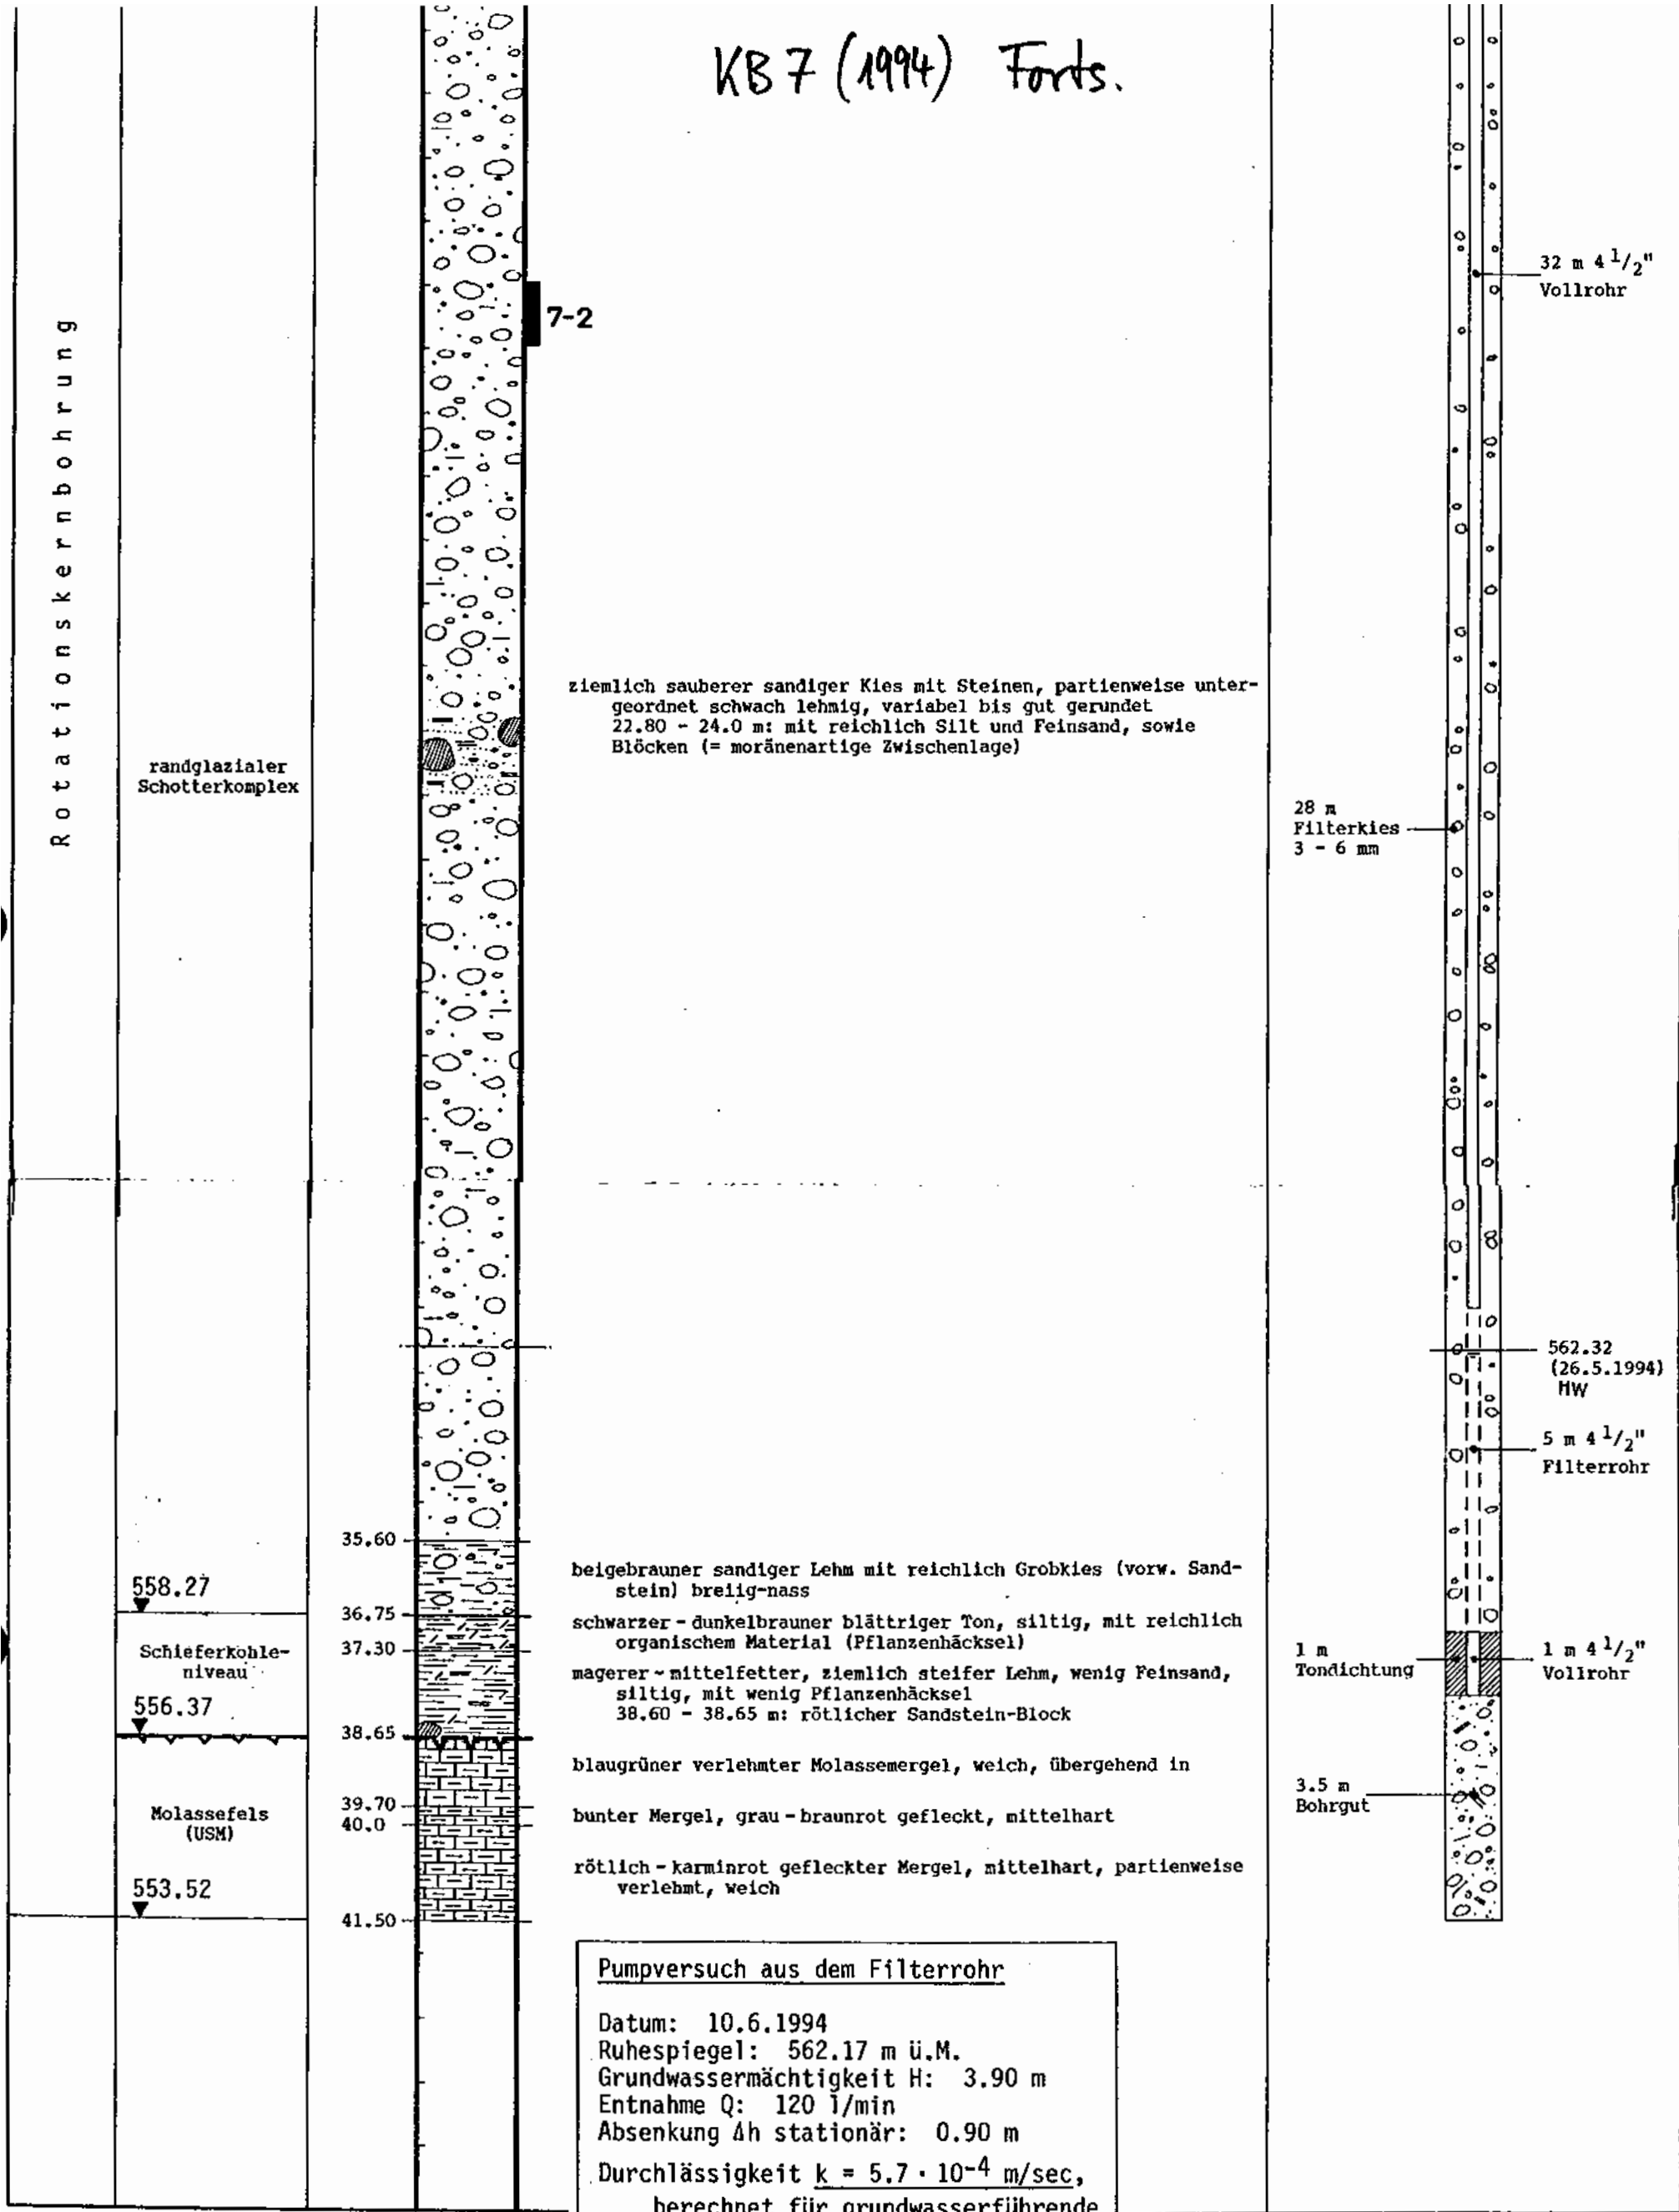 KB 7 (1994) Forts.
Rotationskernbohrung
7-2
32 m 4 1/2"
Vollrohr
ziemlich sauberer sandiger Kies mit Steinen, partienweise unter-
geordnet schwach lehmig, variabel bis gut gerundet
22.80 - 24.0 m: mit reichlich Silt und Feinsand, sowie
Blöcken (= moränenartige Zwischenlage)
randglazialer
Schotterkomplex
28 m
Filterkies
3 - 6 mm
562.32
(26.5.1994)
HW
5 m 4 1/2"
Filterrohr
35.60
beigebrauner sandiger Lehm mit reichlich Grobkies (vorw. Sand-
stein) breiig-nass
558.27
36.75
schwarzer - dunkelbrauner blättriger Ton, siltig, mit reichlich
organischem Material (Pflanzenhäcksel)
Schieferkohle-
niveau
37.30
magerer - mittelfetter, ziemlich steifer Lehm, wenig Feinsand,
siltig, mit wenig Pflanzenhäcksel
38.60 - 38.65 m: rötlicher Sandstein-Block
1 m
Tondichtung
1 m 4 1/2"
Vollrohr
556.37
38.65
blaugrüner verlehmter Molassemergel, weich, übergehend in
Molassefels
(USM)
39.70
40.0
bunter Mergel, grau - braunrot gefleckt, mittelhart
3.5 m
Bohrgut
rötlich - karminrot gefleckter Mergel, mittelhart, partienweise
verlehmt, weich
553.52
41.50
Pumpversuch aus dem Filterrohr
Datum: 10.6.1994
Ruhespiegel: 562.17 m ü.M.
Grundwassermächtigkeit H: 3.90 m
Entnahme Q: 120 l/min
Absenkung Δh stationär: 0.90 m
Durchlässigkeit k = 5.7 · 10⁻⁴ m/sec,
berechnet für grundwasserführende